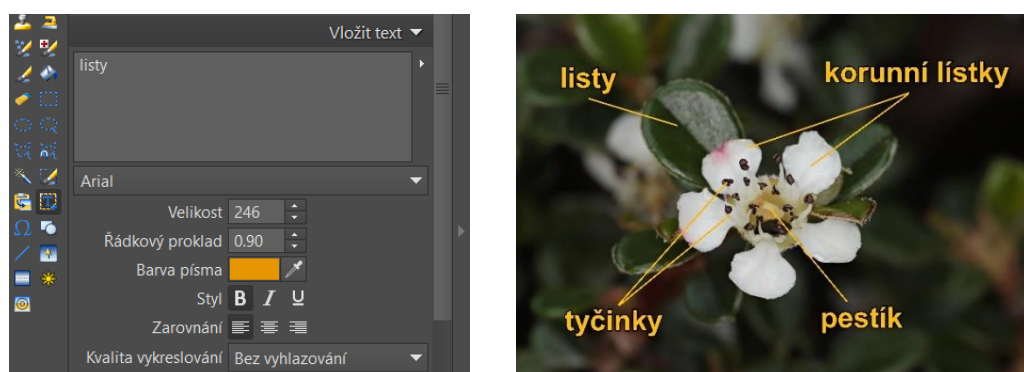 Vložit text
listy
Arial
Velikost 246
Řádkový proklad 0.90
Barva písma
Styl B I U
Zarovnání
Kvalita vykreslování Bez vyhlazování
listy
korunní lístky
tyčinky
pestík